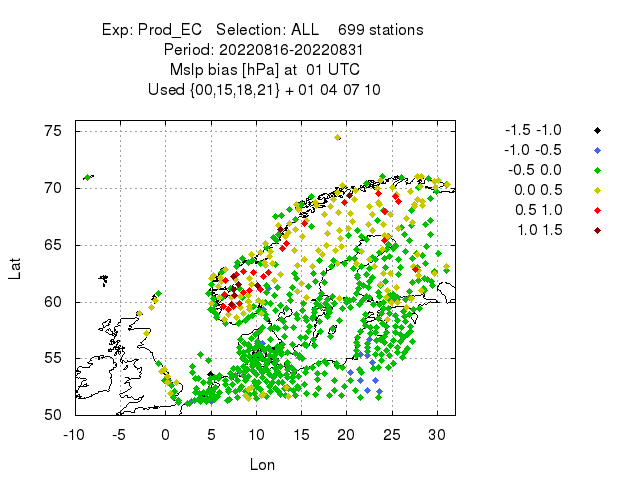 Exp: Prod_EC   Selection: ALL    699 stations
Period: 20220816-20220831
Mslp bias [hPa] at  01 UTC
Used {00,15,18,21} + 01 04 07 10
-1.5 -1.0
-1.0 -0.5
-0.5 0.0
0.0 0.5
0.5 1.0
1.0 1.5
75
70
65
60
55
50
Lat
-10 -5 0 5 10 15 20 25 30
Lon